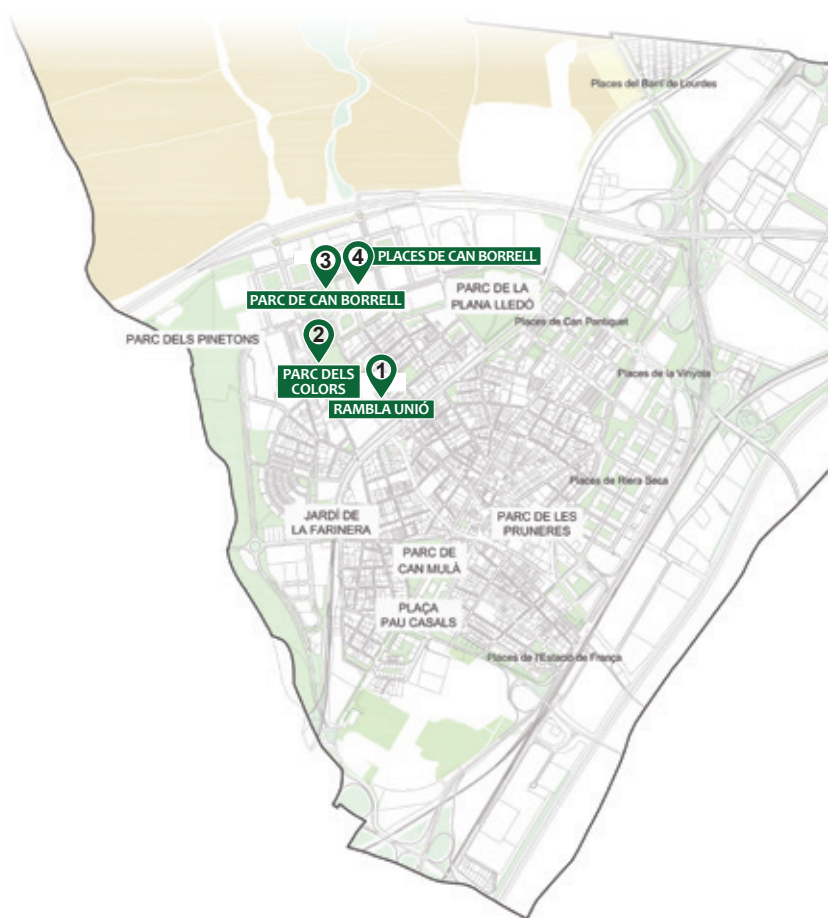 Places del Barri de Lourdes
3
4
PLACES DE CAN BORRELL
PARC DE CAN BORRELL
PARC DE LA
PLANA LLEDÓ
Places de Can Pantiquet
PARC DELS PINETONS
2
PARC DELS
COLORS
1
RAMBLA UNIÓ
Places de la Vinyota
Places de Riera Seca
JARDÍ DE
LA FARINERA
PARC DE LES
PRUNERES
PARC DE
CAN MULÀ
PLAÇA
PAU CASALS
Places de l'Estació de França